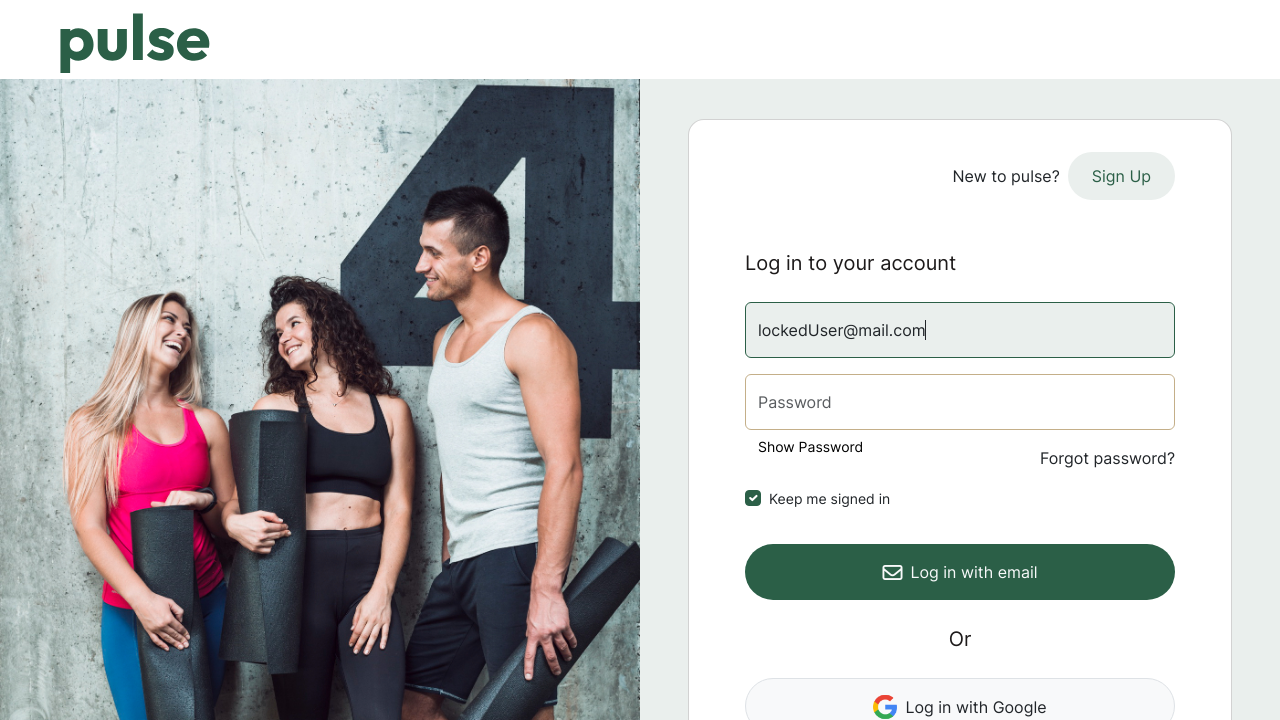 pulse
4
New to pulse? Sign Up
Log in to your account
lockedUser@mail.com
Password
Show Password
Forgot password?
Keep me signed in
Log in with email
Or
Log in with Google